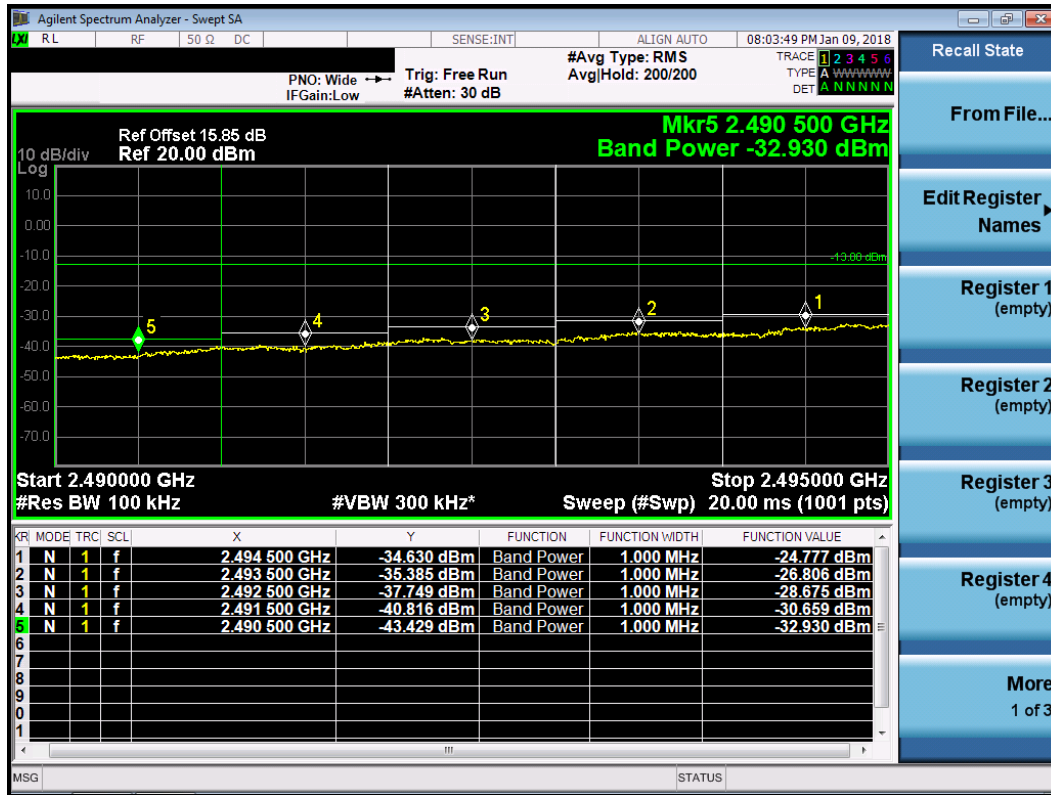 Agilent Spectrum Analyzer - Swept SA
LXI RL RF 50 Ω DC SENSE:INT ALIGN AUTO 08:03:49 PM Jan 09, 2018
Recall State
#Avg Type: RMS TRACE 1 2 3 4 5 6
PNO: Wide Trig: Free Run Avg|Hold: 200/200 TYPE A WWWWW
IFGain:Low #Atten: 30 dB DET A N N N N N
From File...
Mkr5 2.490 500 GHz
Ref Offset 15.85 dB
10 dB/div Ref 20.00 dBm Band Power -32.930 dBm
Log
10.0
0.00
-10.0 -13.00 dBm
-20.0
-30.0
-40.0
-50.0
-60.0
-70.0
5 4 3 2 1
Start 2.490000 GHz Stop 2.495000 GHz
#Res BW 100 kHz #VBW 300 kHz* Sweep (#Swp) 20.00 ms (1001 pts)
Edit Register Names
Register 1
(empty)
Register 2
(empty)
Register 3
(empty)
Register 4
(empty)
More
1 of 3
KR MODE TRC SCL X Y FUNCTION FUNCTION WIDTH FUNCTION VALUE
1 N 1 f 2.494 500 GHz -34.630 dBm Band Power 1.000 MHz -24.777 dBm
2 N 1 f 2.493 500 GHz -35.385 dBm Band Power 1.000 MHz -26.806 dBm
3 N 1 f 2.492 500 GHz -37.749 dBm Band Power 1.000 MHz -28.675 dBm
4 N 1 f 2.491 500 GHz -40.816 dBm Band Power 1.000 MHz -30.659 dBm
5 N 1 f 2.490 500 GHz -43.429 dBm Band Power 1.000 MHz -32.930 dBm
6
7
8
9
0
1
MSG STATUS